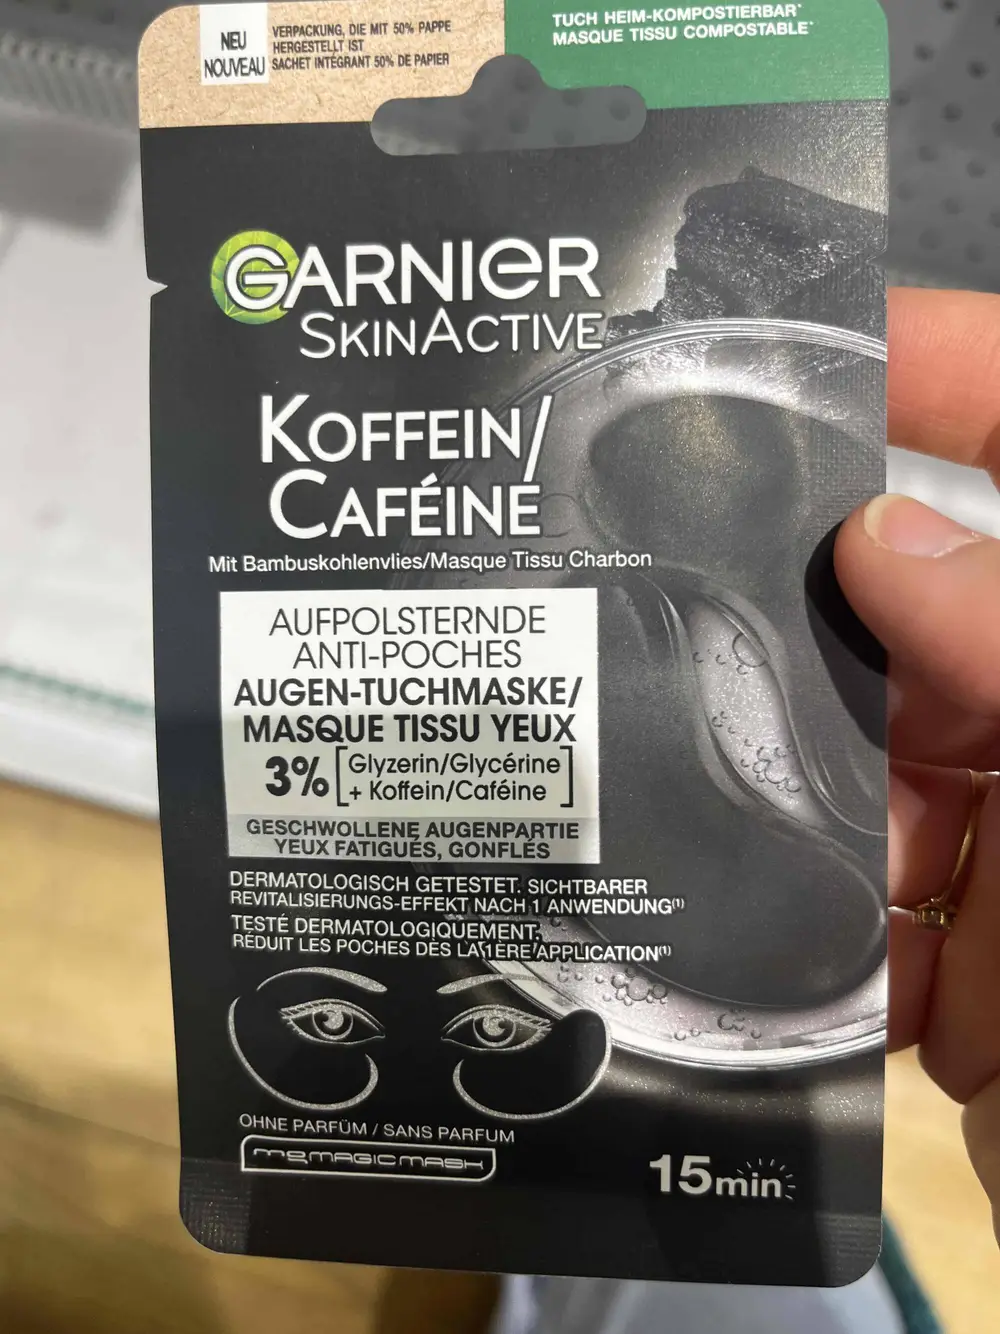 NEU
NOUVEAU
VERPACKUNG, DIE MIT 50% PAPPE
HERGESTELLT IST
SACHET INTÉGRANT 50% DE PAPIER
TUCH HEIM-KOMPOSTIERBAR*
MASQUE TISSU COMPOSTABLE*
GARNIER
SKINACTIVE
KOFFEIN/
CAFÉINE
Mit Bambuskohlenvlies/Masque Tissu Charbon
AUFPOLSTERNDE
ANTI-POCHES
AUGEN-TUCHMASKE/
MASQUE TISSU YEUX
3% [Glyzerin/Glycérine
+ Koffein/Caféine]
GESCHWOLLENE AUGENPARTIE
YEUX FATIGUÉS, GONFLÉS
DERMATOLOGISCH GETESTET. SICHTBARER
REVITALISIERUNGS-EFFEKT NACH 1 ANWENDUNG(1)
TESTÉ DERMATOLOGIQUEMENT.
RÉDUIT LES POCHES DÈS LA 1ÈRE APPLICATION(1)
OHNE PARFÜM / SANS PARFUM
MAGIC MASK
15min